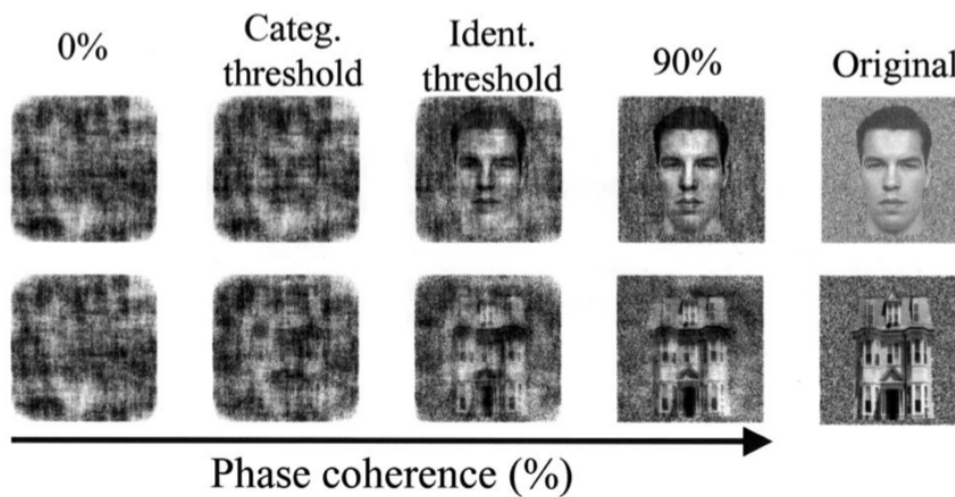 0%
Categ.
threshold
Ident.
threshold
90%
Original
Phase coherence (%)